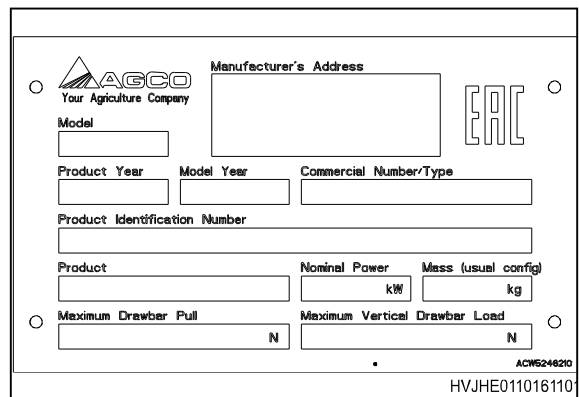 AGCO
Your Agriculture Company
Manufacturer's Address
EAC
Model
Product Year Model Year Commercial Number/Type
Product Identification Number
Product Nominal Power Mass (usual config)
kW kg
Maximum Drawbar Pull Maximum Vertical Drawbar Load
N N
ACW5246210
HVJHE011016110